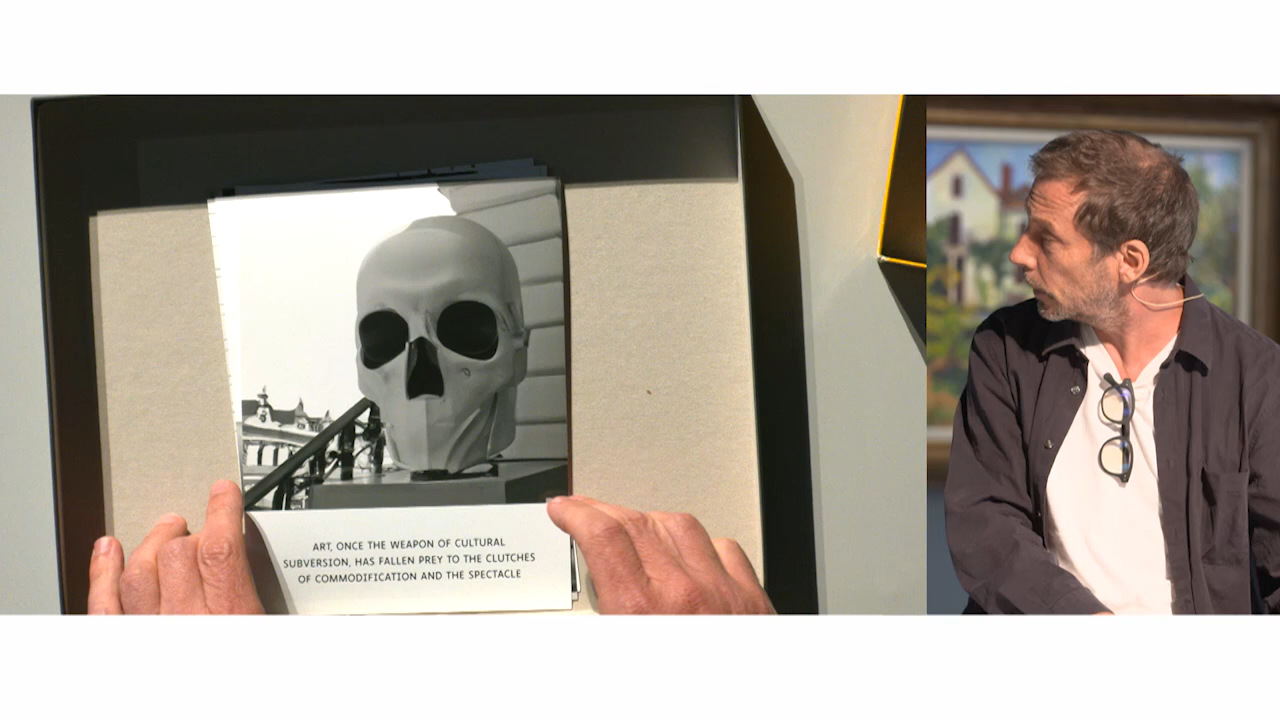 ART, ONCE THE WEAPON OF CULTURAL
SUBVERSION, HAS FALLEN PREY TO THE CLUTCHES
OF COMMODIFICATION AND THE SPECTACLE